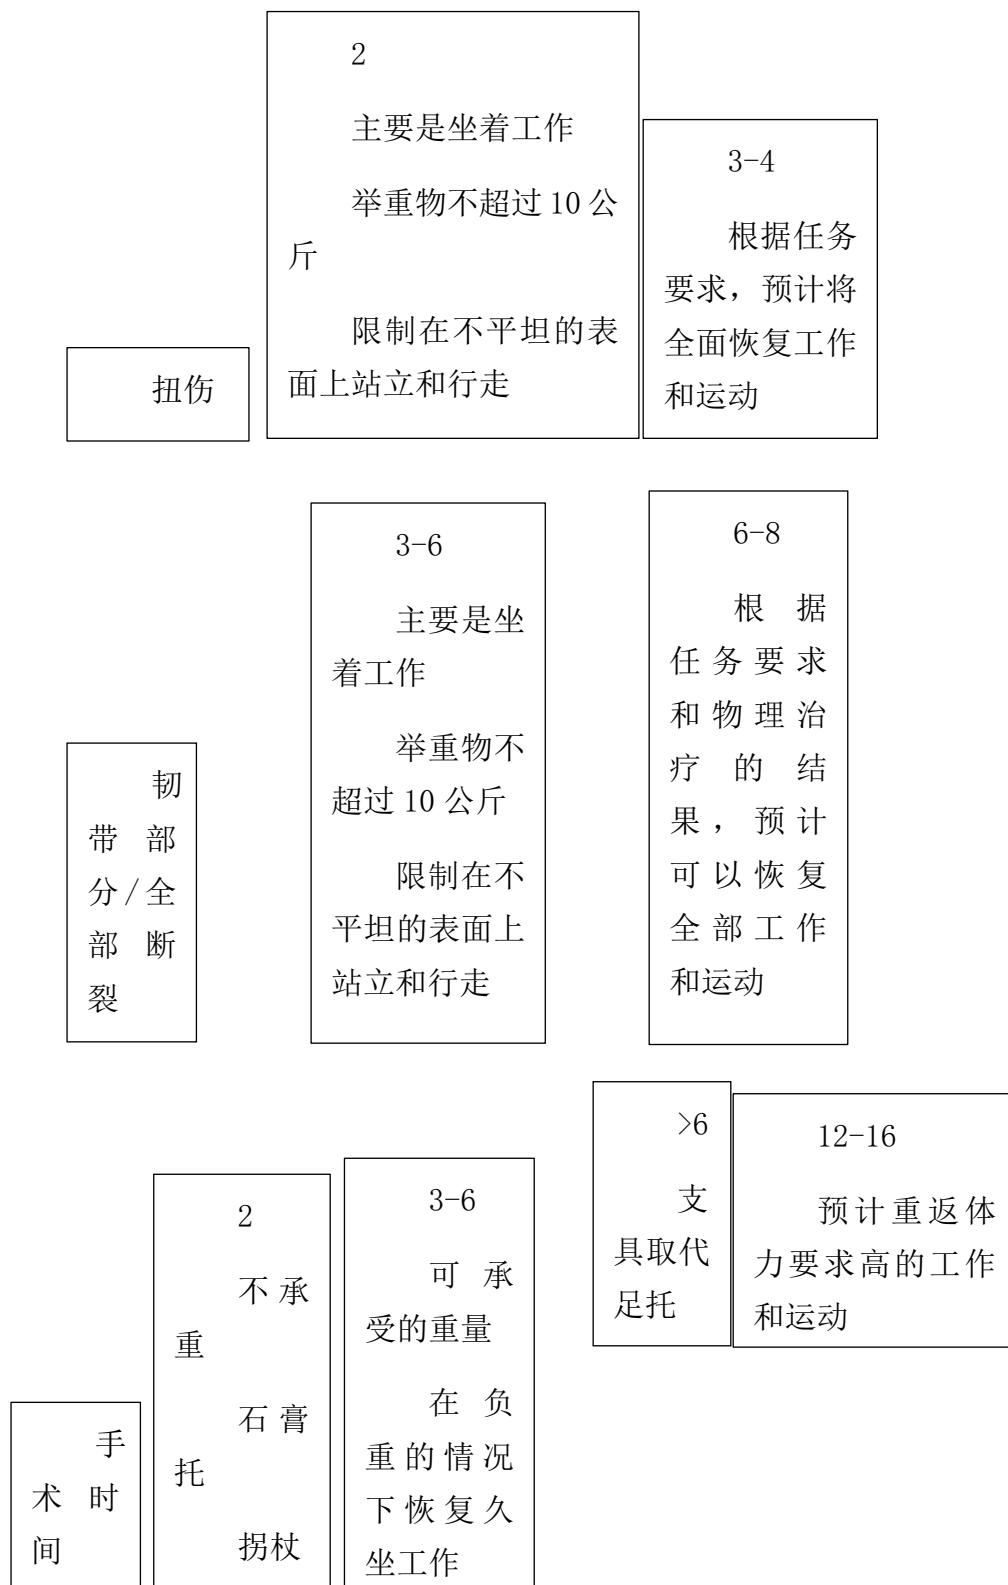 扭伤
2
主要是坐着工作
举重物不超过 10 公
斤
限制在不平坦的表
面上站立和行走
3-4
根据任务
要求，预计将
全面恢复工作
和运动
韧
带部
分/全
部断
裂
3-6
主要是坐
着工作
举重物不
超过 10 公斤
限制在不
平坦的表面上
站立和行走
6-8
根据
任务要求
和物理治
疗的结
果，预计
可以恢复
全部工作
和运动
手
术时
间
2
不承
重
石膏
托
拐杖
3-6
可承
受的重量
在负
重的情况
下恢复久
坐工作
>6
支
具取代
足托
12-16
预计重返体
力要求高的工作
和运动